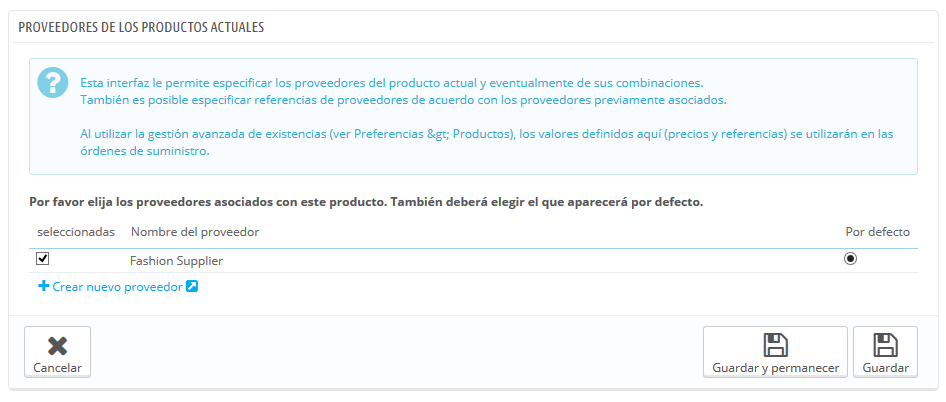 PROVEEDORES DE LOS PRODUCTOS ACTUALES
Esta interfaz le permite especificar los proveedores del producto actual y eventualmente de sus combinaciones.
También es posible especificar referencias de proveedores de acuerdo con los proveedores previamente asociados.
Al utilizar la gestión avanzada de existencias (ver Preferencias &gt; Productos), los valores definidos aquí (precios y referencias) se utilizarán en las
órdenes de suministro.
Por favor elija los proveedores asociados con este producto. También deberá elegir el que aparecerá por defecto.
seleccionadas Nombre del proveedor Por defecto
Fashion Supplier
Crear nuevo proveedor
Cancelar Guardar y permanecer Guardar